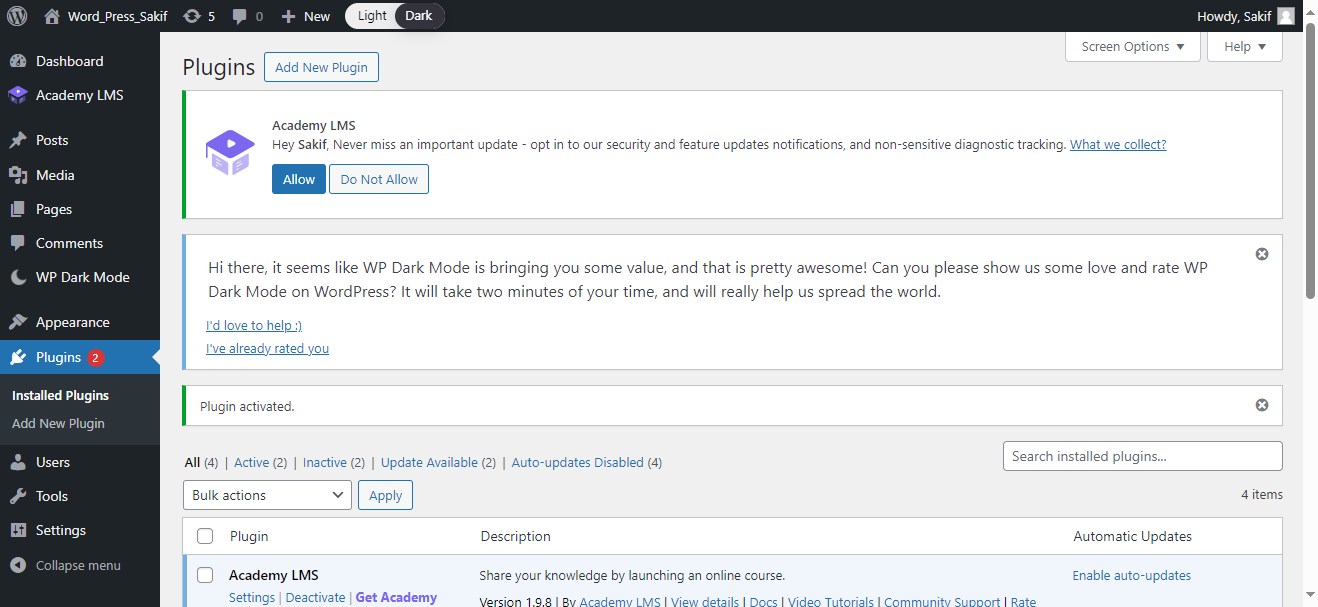 Word_Press_Sakif 5 0 New Light Dark Howdy, Sakif
Dashboard
Academy LMS
Posts
Media
Pages
Comments
WP Dark Mode
Appearance
Plugins 2
Installed Plugins
Add New Plugin
Users
Tools
Settings
Collapse menu
Screen Options Help
Plugins Add New Plugin
Academy LMS
Hey Sakif, Never miss an important update - opt in to our security and feature updates notifications, and non-sensitive diagnostic tracking. What we collect?
Allow Do Not Allow
Hi there, it seems like WP Dark Mode is bringing you some value, and that is pretty awesome! Can you please show us some love and rate WP
Dark Mode on WordPress? It will take two minutes of your time, and will really help us spread the world.
I'd love to help :)
I've already rated you
Plugin activated.
All (4) | Active (2) | Inactive (2) | Update Available (2) | Auto-updates Disabled (4)
Search installed plugins...
Bulk actions Apply 4 items
Plugin Description Automatic Updates
Academy LMS Share your knowledge by launching an online course. Enable auto-updates
Settings | Deactivate | Get Academy Version 1.9.8 | By Academy LMS | View details | Docs | Video Tutorials | Community Support | Rate